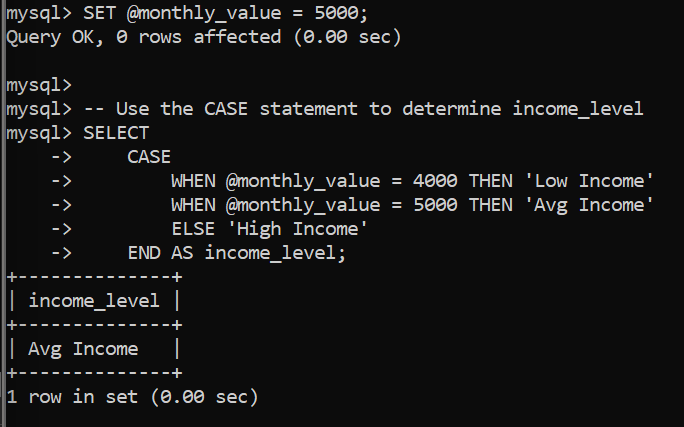 mysql> SET @monthly_value = 5000;
Query OK, 0 rows affected (0.00 sec)
mysql>
mysql> -- Use the CASE statement to determine income_level
mysql> SELECT
    ->     CASE
    ->         WHEN @monthly_value = 4000 THEN 'Low Income'
    ->         WHEN @monthly_value = 5000 THEN 'Avg Income'
    ->         ELSE 'High Income'
    ->     END AS income_level;
+--------------+
| income_level |
+--------------+
| Avg Income   |
+--------------+
1 row in set (0.00 sec)